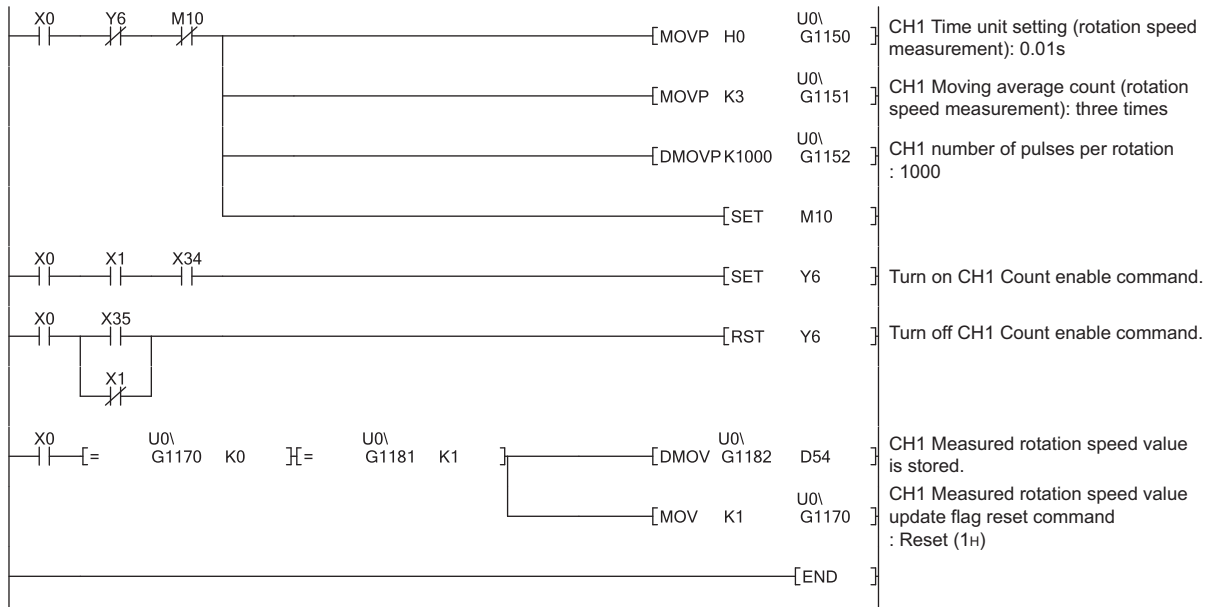 X0 Y6 M10 U0\
[MOVP H0 G1150 ]
CH1 Time unit setting (rotation speed
measurement): 0.01s
U0\
[MOVP K3 G1151 ]
CH1 Moving average count (rotation
speed measurement): three times
U0\
[DMOVP K1000 G1152 ]
CH1 number of pulses per rotation
: 1000
[SET M10 ]
X0 X1 X34
[SET Y6 ]
Turn on CH1 Count enable command.
X0 X35
[RST Y6 ]
Turn off CH1 Count enable command.
X1
X0 U0\ U0\ U0\
[= G1170 K0 ] [= G1181 K1 ] [DMOV G1182 D54 ]
CH1 Measured rotation speed value
is stored.
U0\
[MOV K1 G1170 ]
CH1 Measured rotation speed value
update flag reset command
: Reset (1H)
[END ]